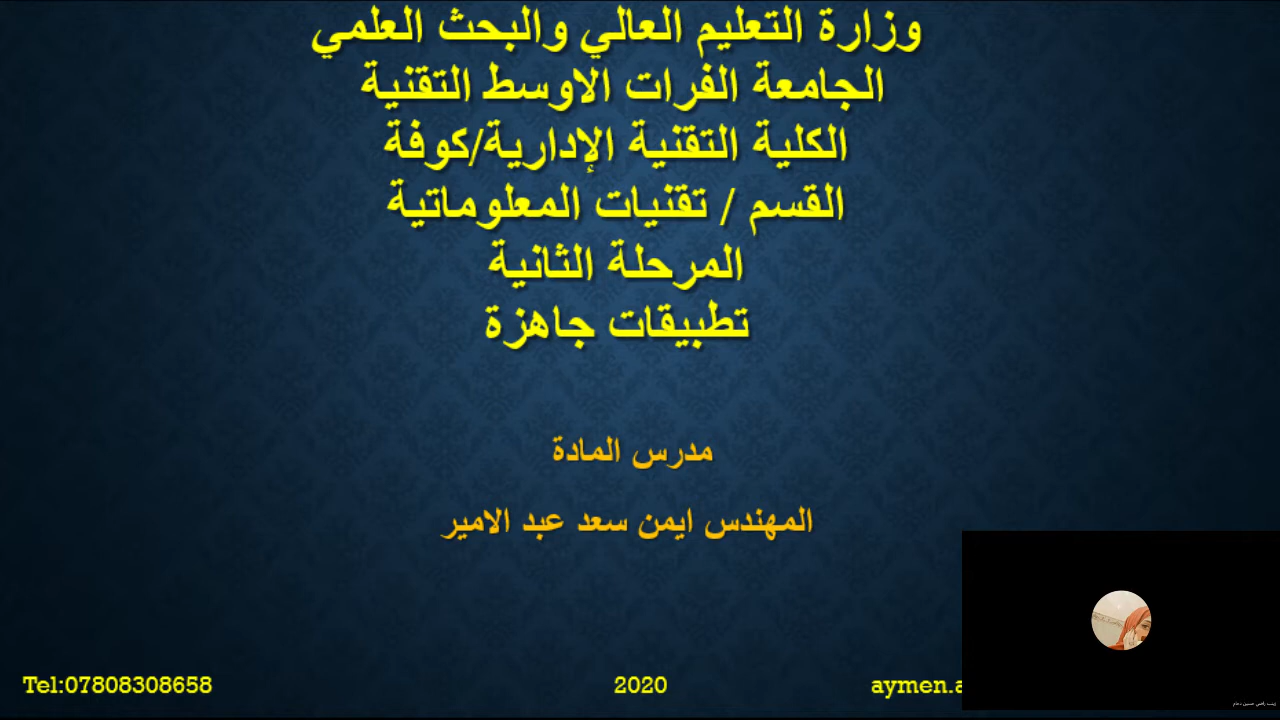 وزارة التعليم العالي والبحث العلمي
الجامعة الفرات الاوسط التقنية
الكلية التقنية الإدارية/كوفة
القسم / تقنيات المعلوماتية
المرحلة الثانية
تطبيقات جاهزة
مدرس المادة
المهندس ايمن سعد عبد الامير
Tel:07808308658
2020
aymen.a